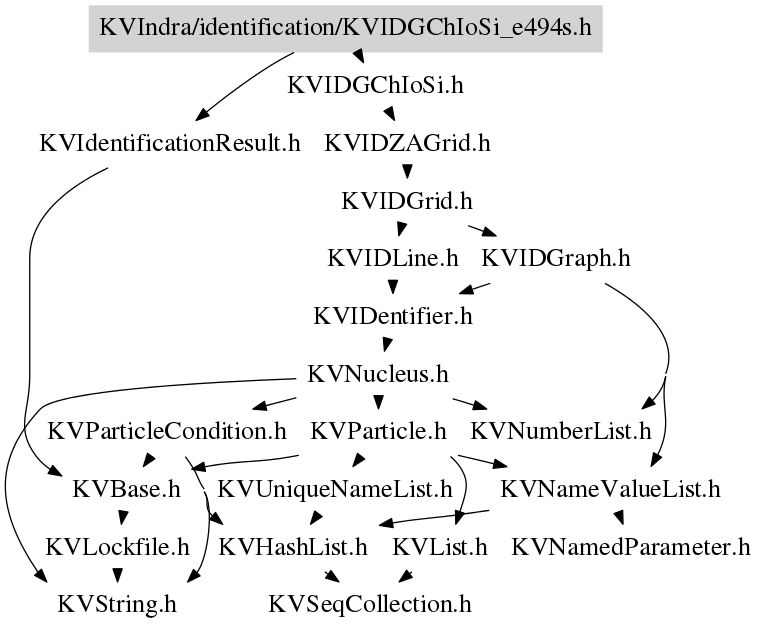 KVIndra/identification/KVIDGChIoSi_e494s.h
KVIDGChIoSi.h
KVIdentificationResult.h
KVIDZAGrid.h
KVIDGrid.h
KVIDLine.h
KVIDGraph.h
KVIDentifier.h
KVNucleus.h
KVParticleCondition.h
KVParticle.h
KVNumberList.h
KVBase.h
KVUniqueNameList.h
KVNameValueList.h
KVLockfile.h
KVHashList.h
KVList.h
KVNamedParameter.h
KVString.h
KVSeqCollection.h